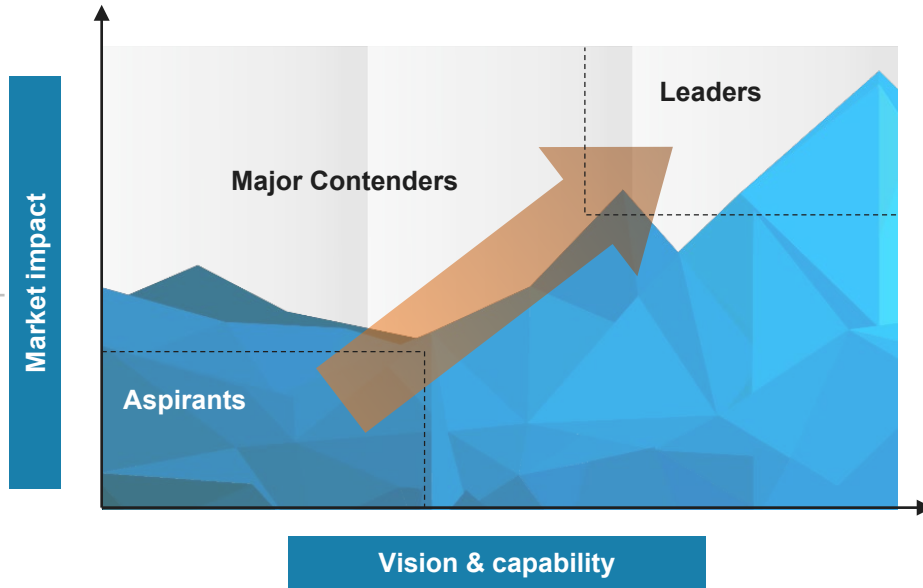 Leaders
Major Contenders
Market impact
Aspirants
Vision & capability